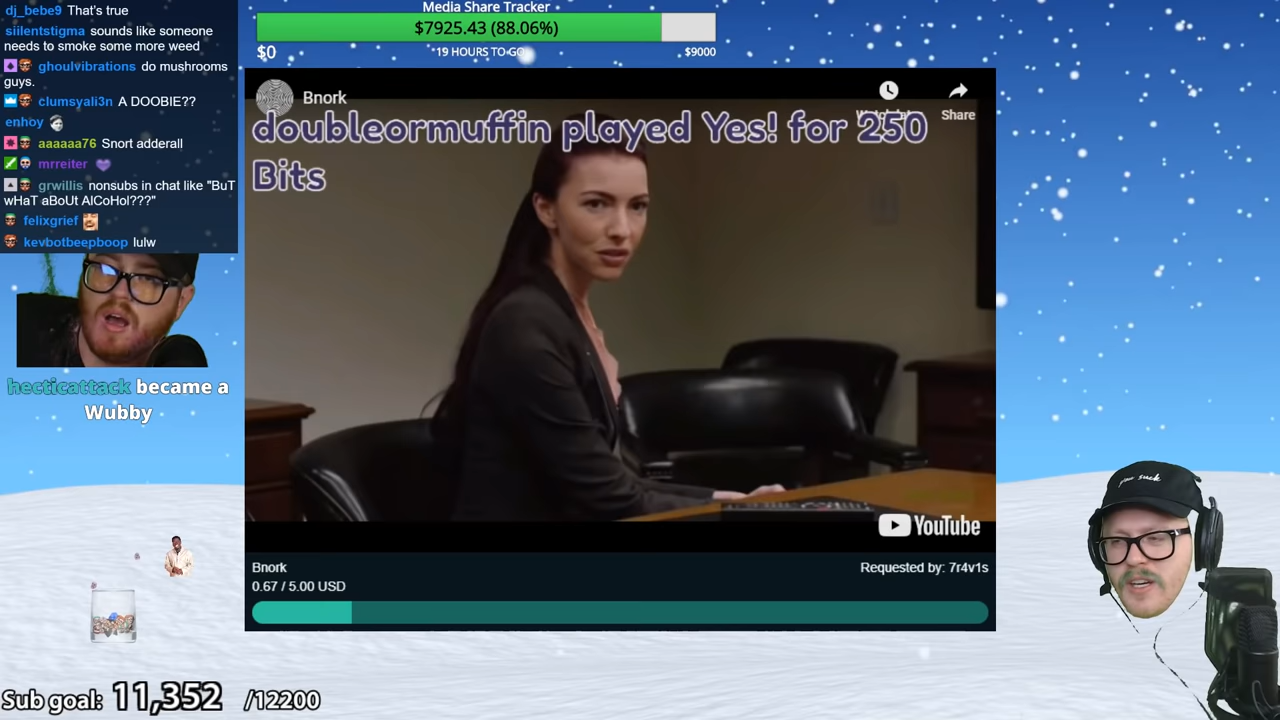 dj_bebe9 That's true
siilentstigma sounds like someone
needs to smoke some more weed
ghoulvibrations do mushrooms
guys.
clumsyali3n A DOOBIE??
enhoy
aaaaaa76 Snort adderall
mrreiter
grwillis nonsubs in chat like "BuT
wHaT aBoUt AlCoHol???"
felixgrief
kevbotbeepboop lulw
hecticattack became a
Wubby
Media Share Tracker
$7925.43 (88.06%)
$0
19 HOURS TO GO
$9000
Bnork
Share
doubleormuffin played Yes! for 250
Bits
YouTube
Bnork
Requested by: 7r4v1s
0.67 / 5.00 USD
you suck
Sub goal: 11,352 /12200